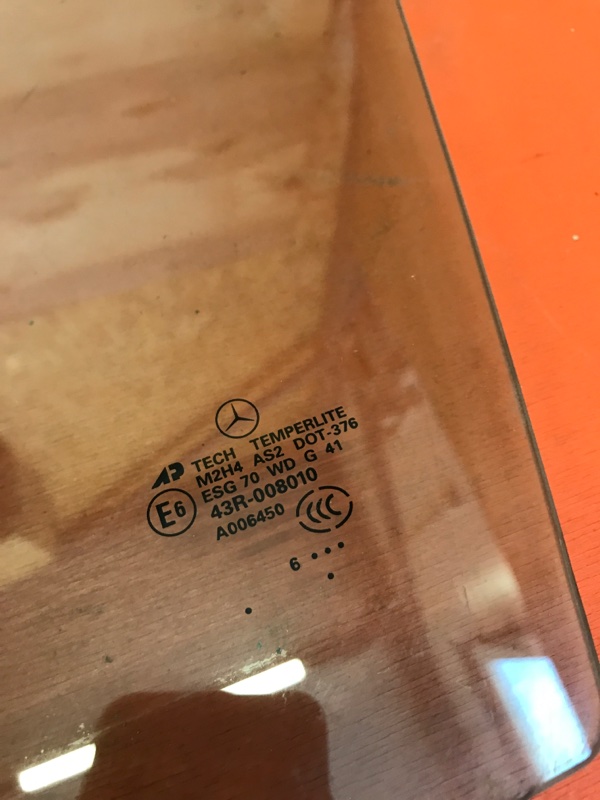 AP TECH TEMPERLITE
M2H4 AS2 DOT-376
ESG 70 WD G 41
E6 43R-008010
A006450 CCC
6 • • •